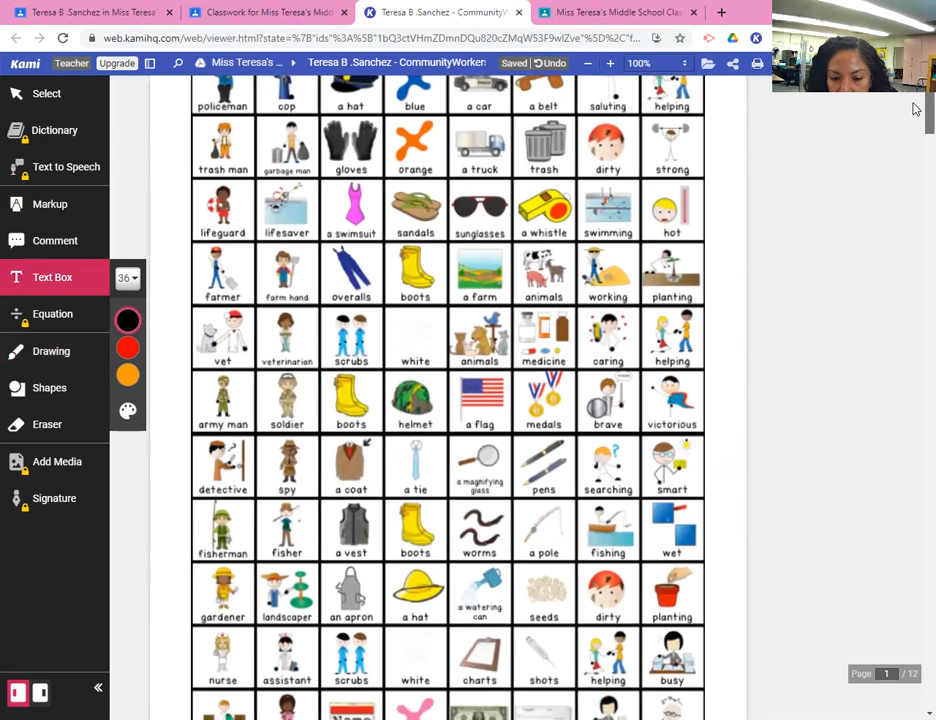 Teresa B .Sanchez in Miss Teresa's
Classwork for Miss Teresa's Midd
Teresa B .Sanchez - CommunityW
Miss Teresa's Middle School Clas
web.kamihq.com/web/viewer.html?state=%7B"ids"%3A%5B"1bQ3ctVHmZDmnQu820cZMqW53F9wlZve"%5D%2C"f...
Kami
Teacher
Upgrade
Miss Teresa's ...
Teresa B .Sanchez - CommunityWorker
Saved
Undo
100%
Select
Dictionary
Text to Speech
Markup
Comment
Text Box
36
Equation
Drawing
Shapes
Eraser
Add Media
Signature
policeman cop a hat blue a car a belt saluting helping
trash man garbage man gloves orange a truck trash dirty strong
lifeguard lifesaver a swimsuit sandals sunglasses a whistle swimming hot
farmer farm hand overalls boots a farm animals working planting
vet veterinarian scrubs white animals medicine caring helping
army man soldier boots helmet a flag medals brave victorious
detective spy a coat a tie a magnifying glass pens searching smart
fisherman fisher a vest boots worms a pole fishing wet
gardener landscaper an apron a hat a watering can seeds dirty planting
nurse assistant scrubs white charts shots helping busy
Name
Page 1 / 12